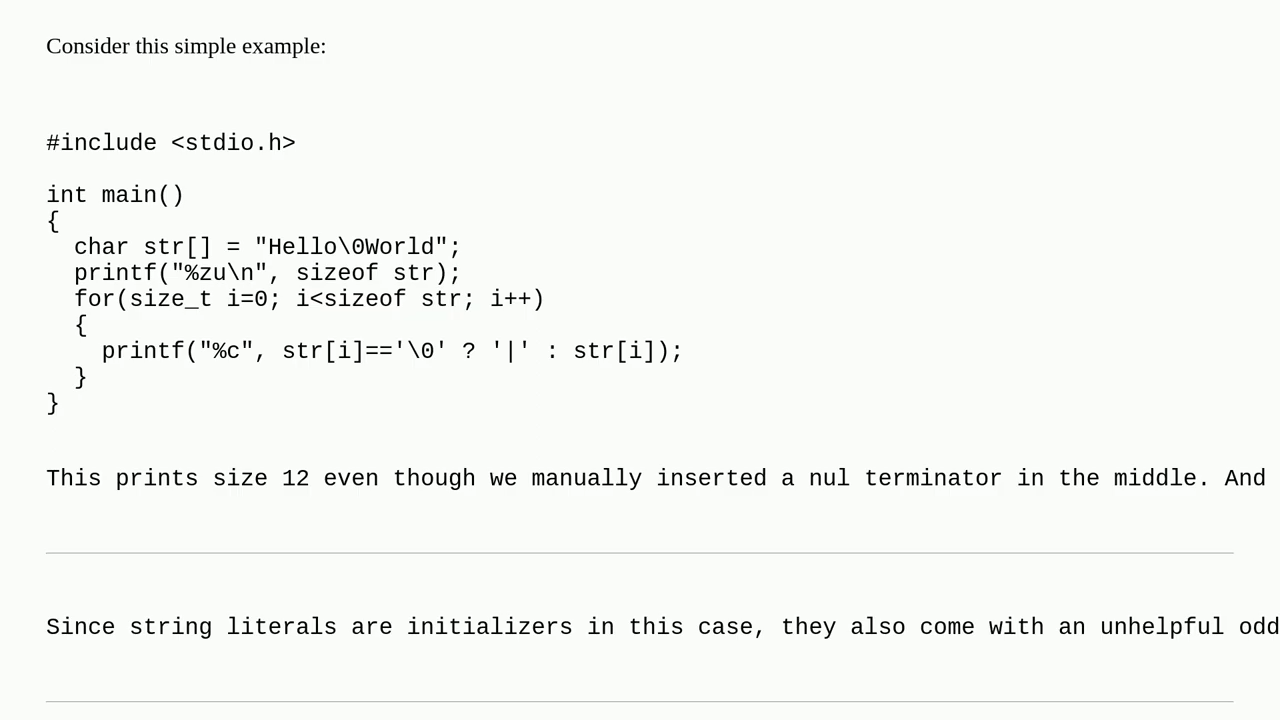 Consider this simple example:
#include <stdio.h>
int main()
{
  char str[] = "Hello\0World";
  printf("%zu\n", sizeof str);
  for(size_t i=0; i<sizeof str; i++)
  {
    printf("%c", str[i]=='\0' ? '|' : str[i]);
  }
}
This prints size 12 even though we manually inserted a nul terminator in the middle. And
Since string literals are initializers in this case, they also come with an unhelpful odd